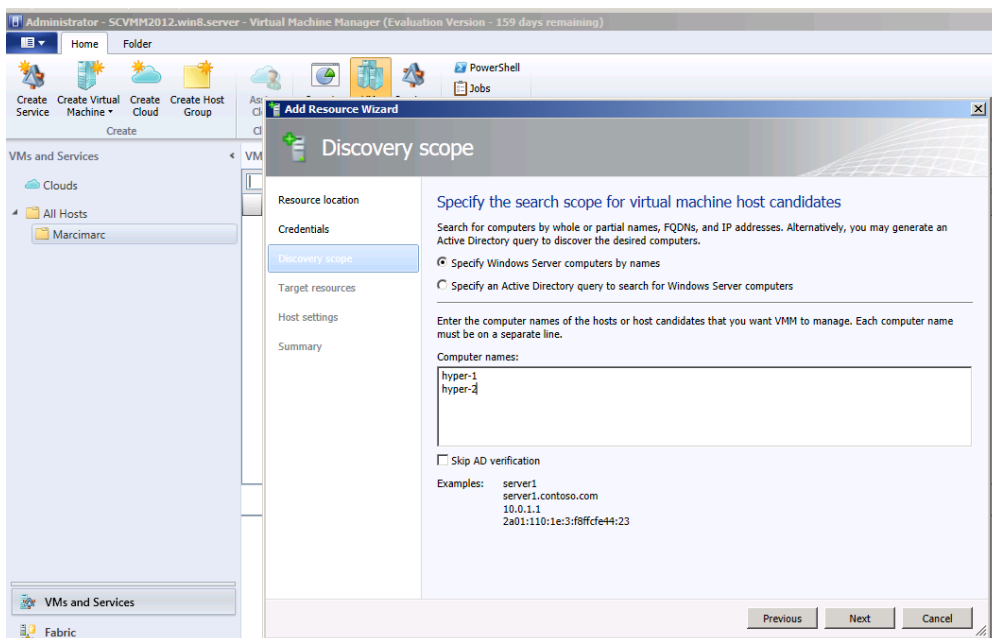 Administrator - SCVMM2012.win8.server - Virtual Machine Manager (Evaluation Version - 159 days remaining)
Home Folder
PowerShell
Jobs
Create Service
Create Virtual Machine
Create Cloud
Create Host Group
Create
VMs and Services
VM
Clouds
All Hosts
Marcimarc
VMs and Services
Fabric
Add Resource Wizard
Discovery scope
Resource location
Credentials
Discovery scope
Target resources
Host settings
Summary
Specify the search scope for virtual machine host candidates
Search for computers by whole or partial names, FQDNs, and IP addresses. Alternatively, you may generate an
Active Directory query to discover the desired computers.
Specify Windows Server computers by names
Specify an Active Directory query to search for Windows Server computers
Enter the computer names of the hosts or host candidates that you want VMM to manage. Each computer name
must be on a separate line.
Computer names:
hyper-1
hyper-2
Skip AD verification
Examples: server1
server1.contoso.com
10.0.1.1
2a01:110:1e:3:f8ffcfe44:23
Previous Next Cancel